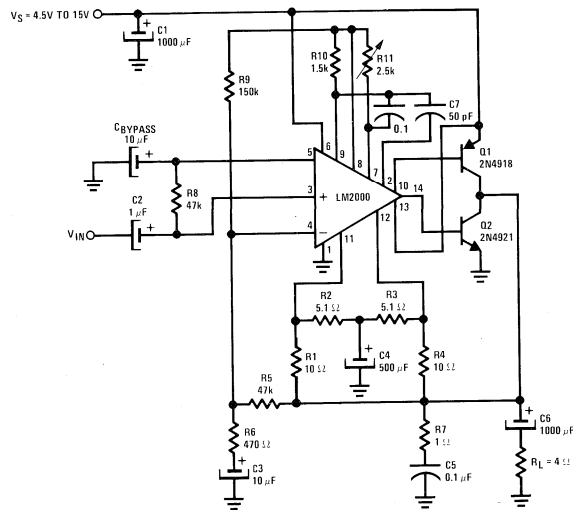 VS = 4.5V TO 15V
C1
1000 μF
R9
150k
R10
1.5k
R11
2.5k
C7
50 pF
0.1
CBYPASS
10 μF
Q1
2N4918
C2
1 μF
R8
47k
VIN
5
6
9
8
7
2
10
14
13
3
+
LM2000
4
−
1
11
12
Q2
2N4921
R2
5.1 Ω
R3
5.1 Ω
R1
10 Ω
C4
500 μF
R4
10 Ω
R5
47k
R6
470 Ω
C3
10 μF
R7
1 Ω
C5
0.1 μF
C6
1000 μF
RL = 4 Ω